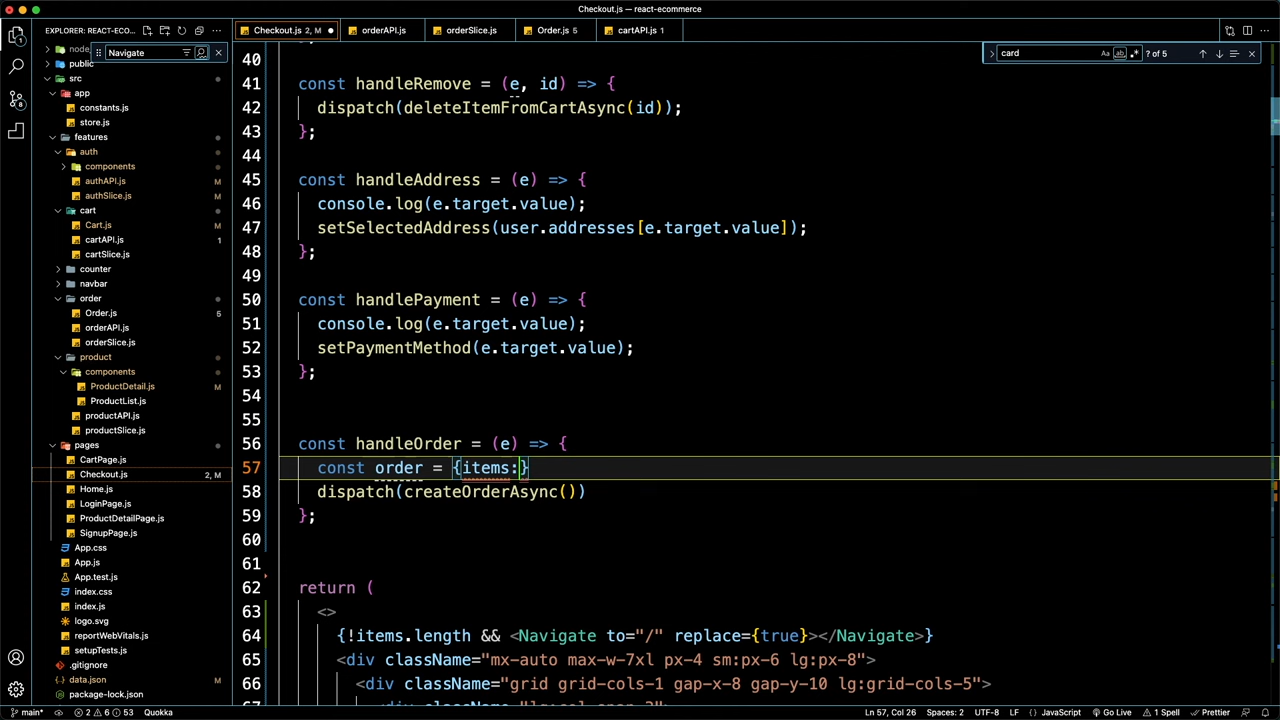 Checkout.js — react-ecommerce
EXPLORER: REACT-ECO...
Checkout.js 2, M
orderAPI.js
orderSlice.js
Order.js 5
cartAPI.js 1
Navigate
card
Aa
ab
? of 5
node
public
src
app
constants.js
store.js
features
auth
components
authAPI.js M
authSlice.js M
cart
Cart.js M
cartAPI.js 1
cartSlice.js
counter
navbar
order
Order.js 5
orderAPI.js
orderSlice.js
product
components
ProductDetail.js M
ProductList.js
productAPI.js
productSlice.js
pages
CartPage.js
Checkout.js 2, M
Home.js
LoginPage.js
ProductDetailPage.js
SignupPage.js
App.css
App.js
App.test.js
index.css
index.js
logo.svg
reportWebVitals.js
setupTests.js
.gitignore
data.json
package-lock.json
40
41 const handleRemove = (e, id) => {
42 dispatch(deleteItemFromCartAsync(id));
43 };
44
45 const handleAddress = (e) => {
46 console.log(e.target.value);
47 setSelectedAddress(user.addresses[e.target.value]);
48 };
49
50 const handlePayment = (e) => {
51 console.log(e.target.value);
52 setPaymentMethod(e.target.value);
53 };
54
55
56 const handleOrder = (e) => {
57 const order = {items:}
58 dispatch(createOrderAsync())
59 };
60
61
62 return (
63 <>
64 {!items.length && <Navigate to="/" replace={true}></Navigate>}
65 <div className="mx-auto max-w-7xl px-4 sm:px-6 lg:px-8">
66 <div className="grid grid-cols-1 gap-x-8 gap-y-10 lg:grid-cols-5">
main*
2
6
53
Quokka
Ln 57, Col 26
Spaces: 2
UTF-8
LF
{} JavaScript
Go Live
1 Spell
Prettier